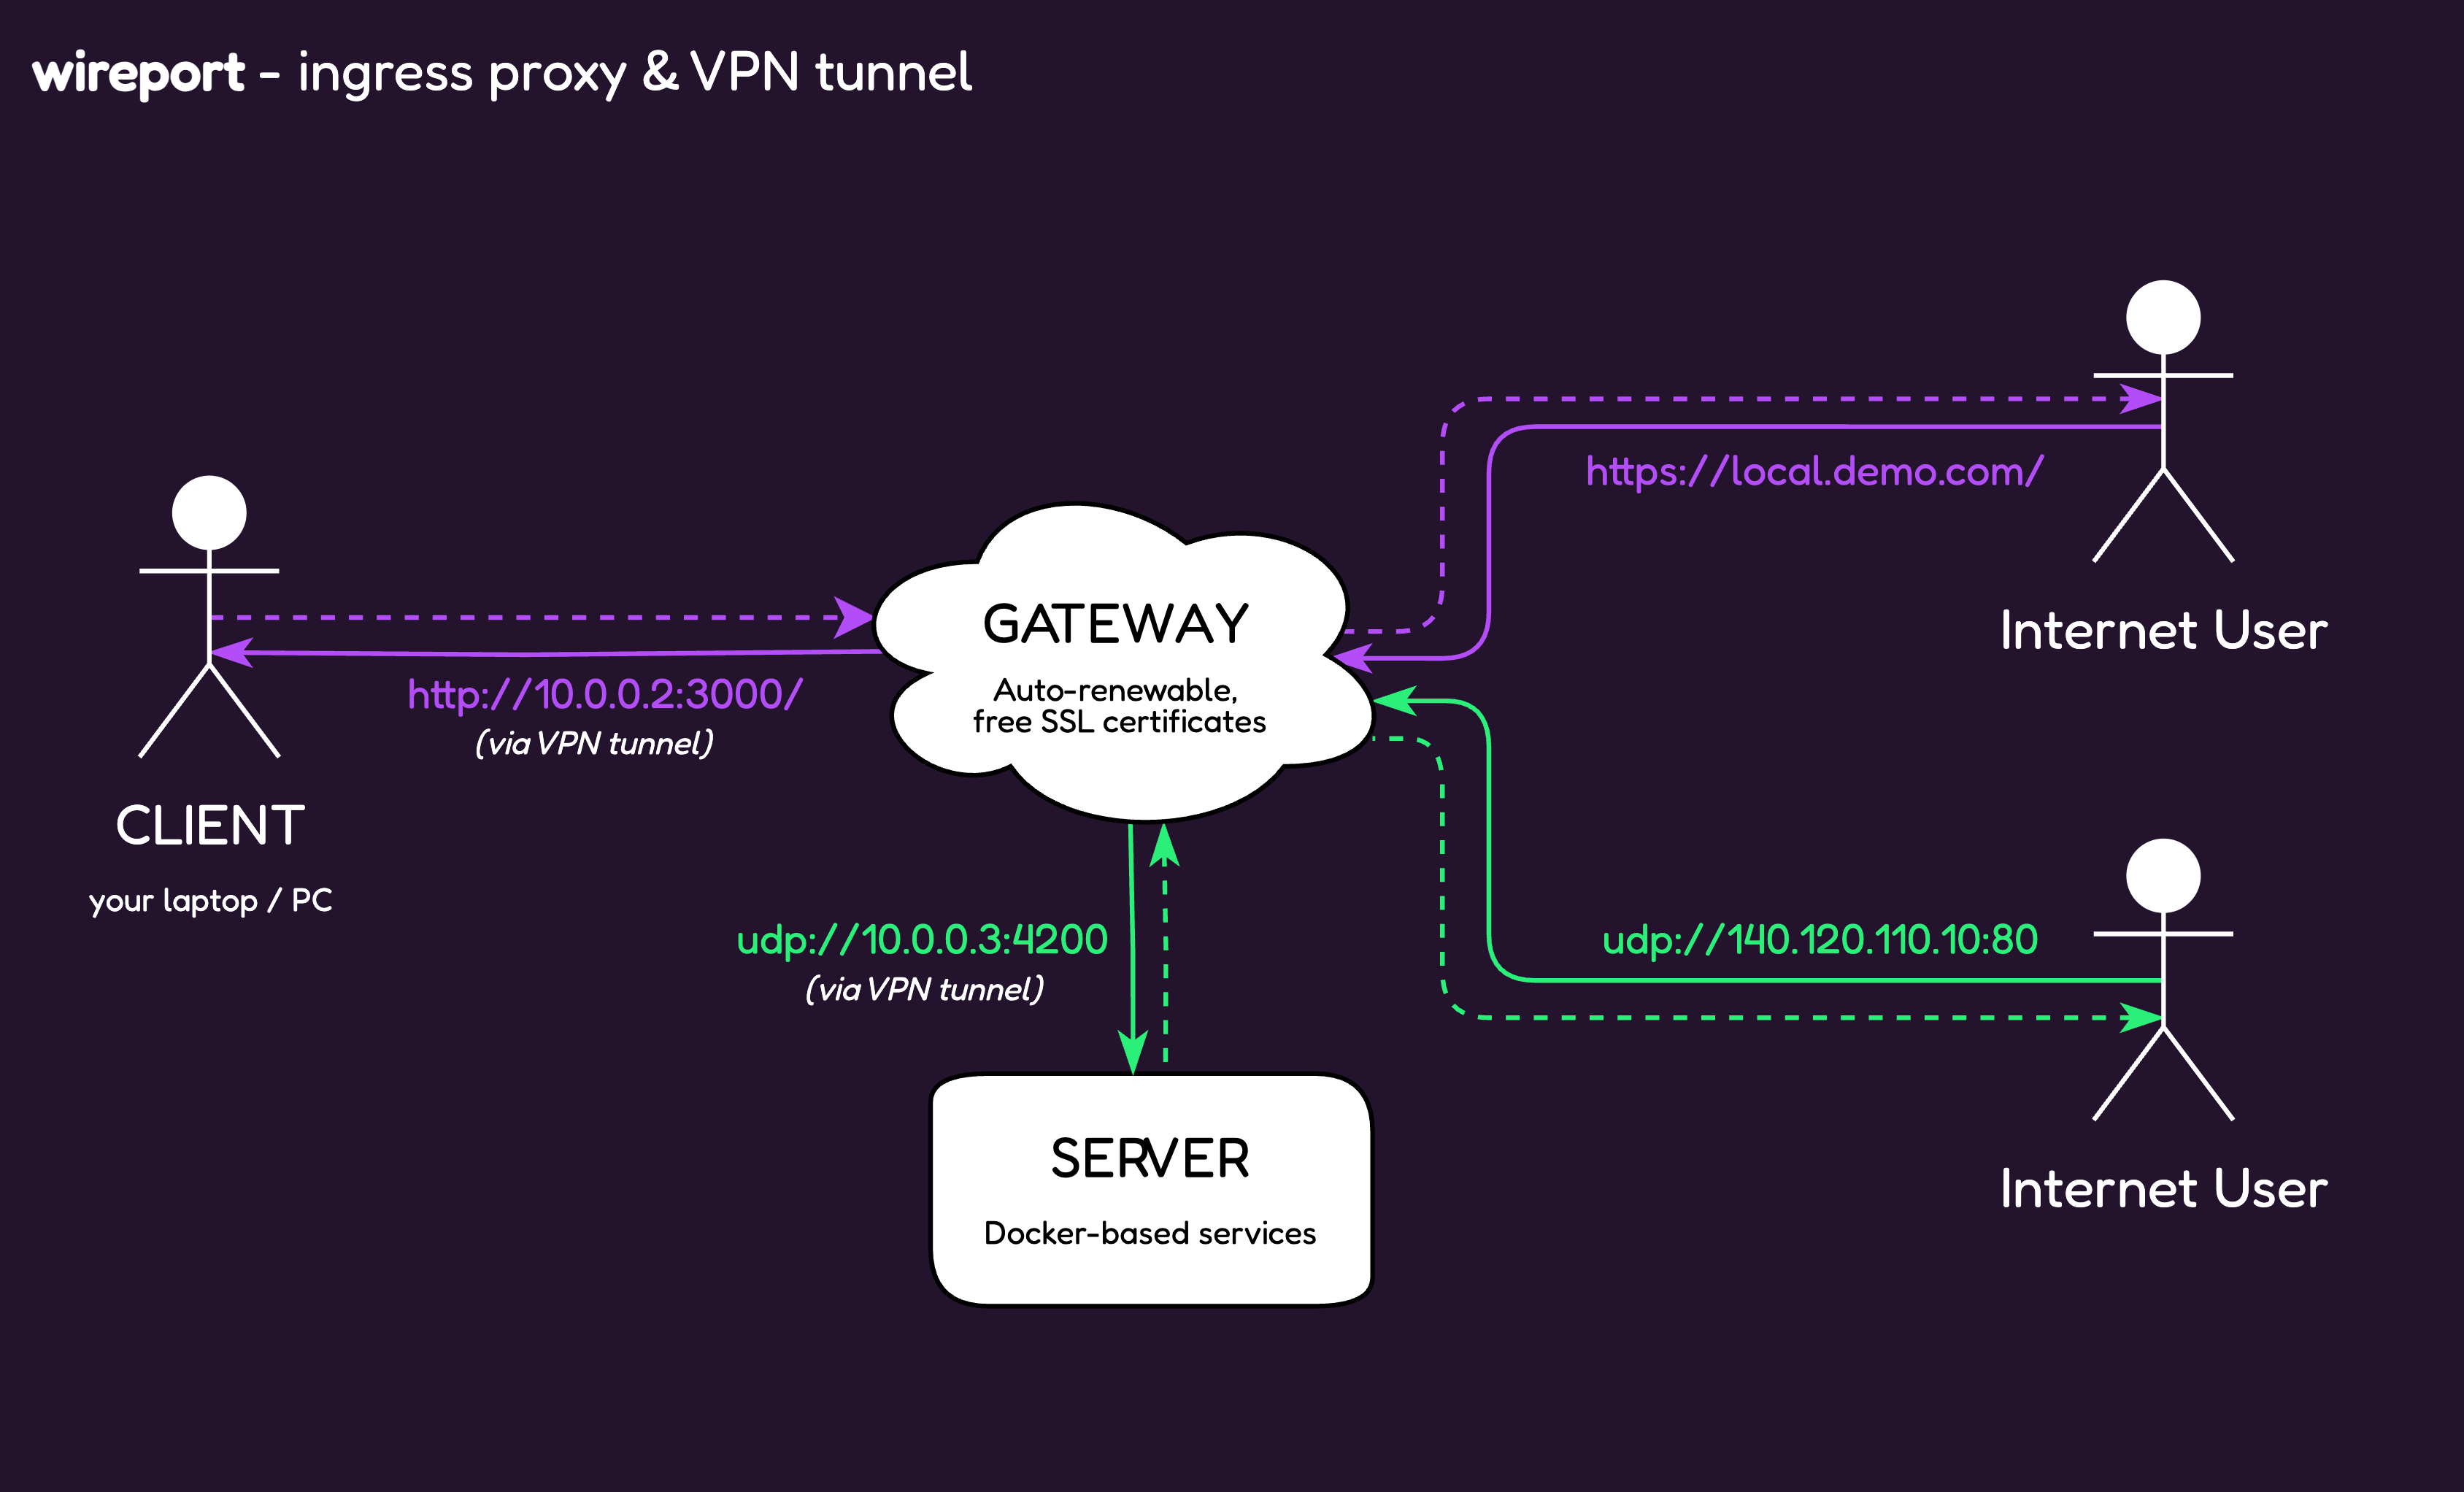 wireport - ingress proxy & VPN tunnel
https://local.demo.com/
Internet User
GATEWAY
Auto-renewable,
free SSL certificates
http://10.0.0.2:3000/
(via VPN tunnel)
CLIENT
your laptop / PC
udp://10.0.0.3:4200
(via VPN tunnel)
udp://140.120.110.10:80
Internet User
SERVER
Docker-based services